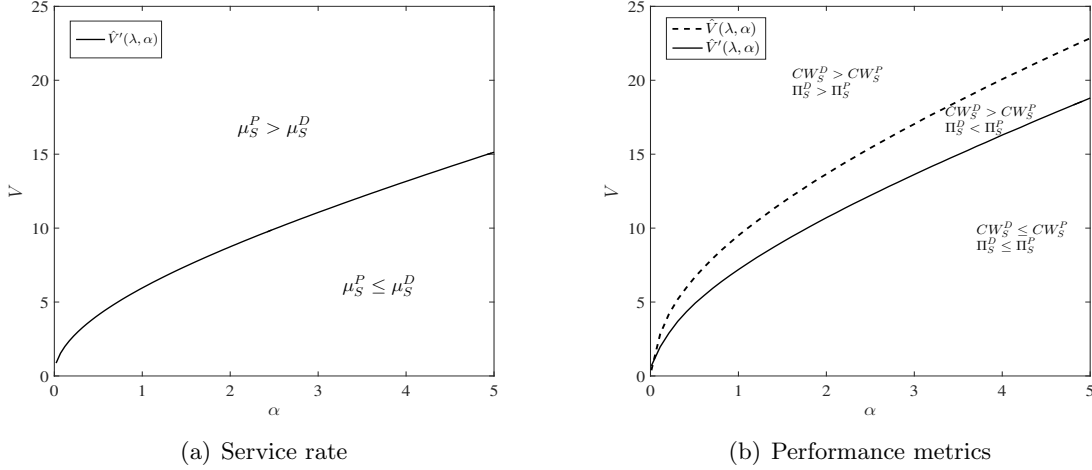 V̂′(λ, α)
μ_S^P > μ_S^D
μ_S^P ≤ μ_S^D
25
20
15
10
5
0
V
0 1 2 3 4 5
α
(a) Service rate
V̂(λ, α)
V̂′(λ, α)
CW_S^D > CW_S^P
Π_S^D > Π_S^P
CW_S^D > CW_S^P
Π_S^D < Π_S^P
CW_S^D ≤ CW_S^P
Π_S^D ≤ Π_S^P
25
20
15
10
5
0
V
0 1 2 3 4 5
α
(b) Performance metrics